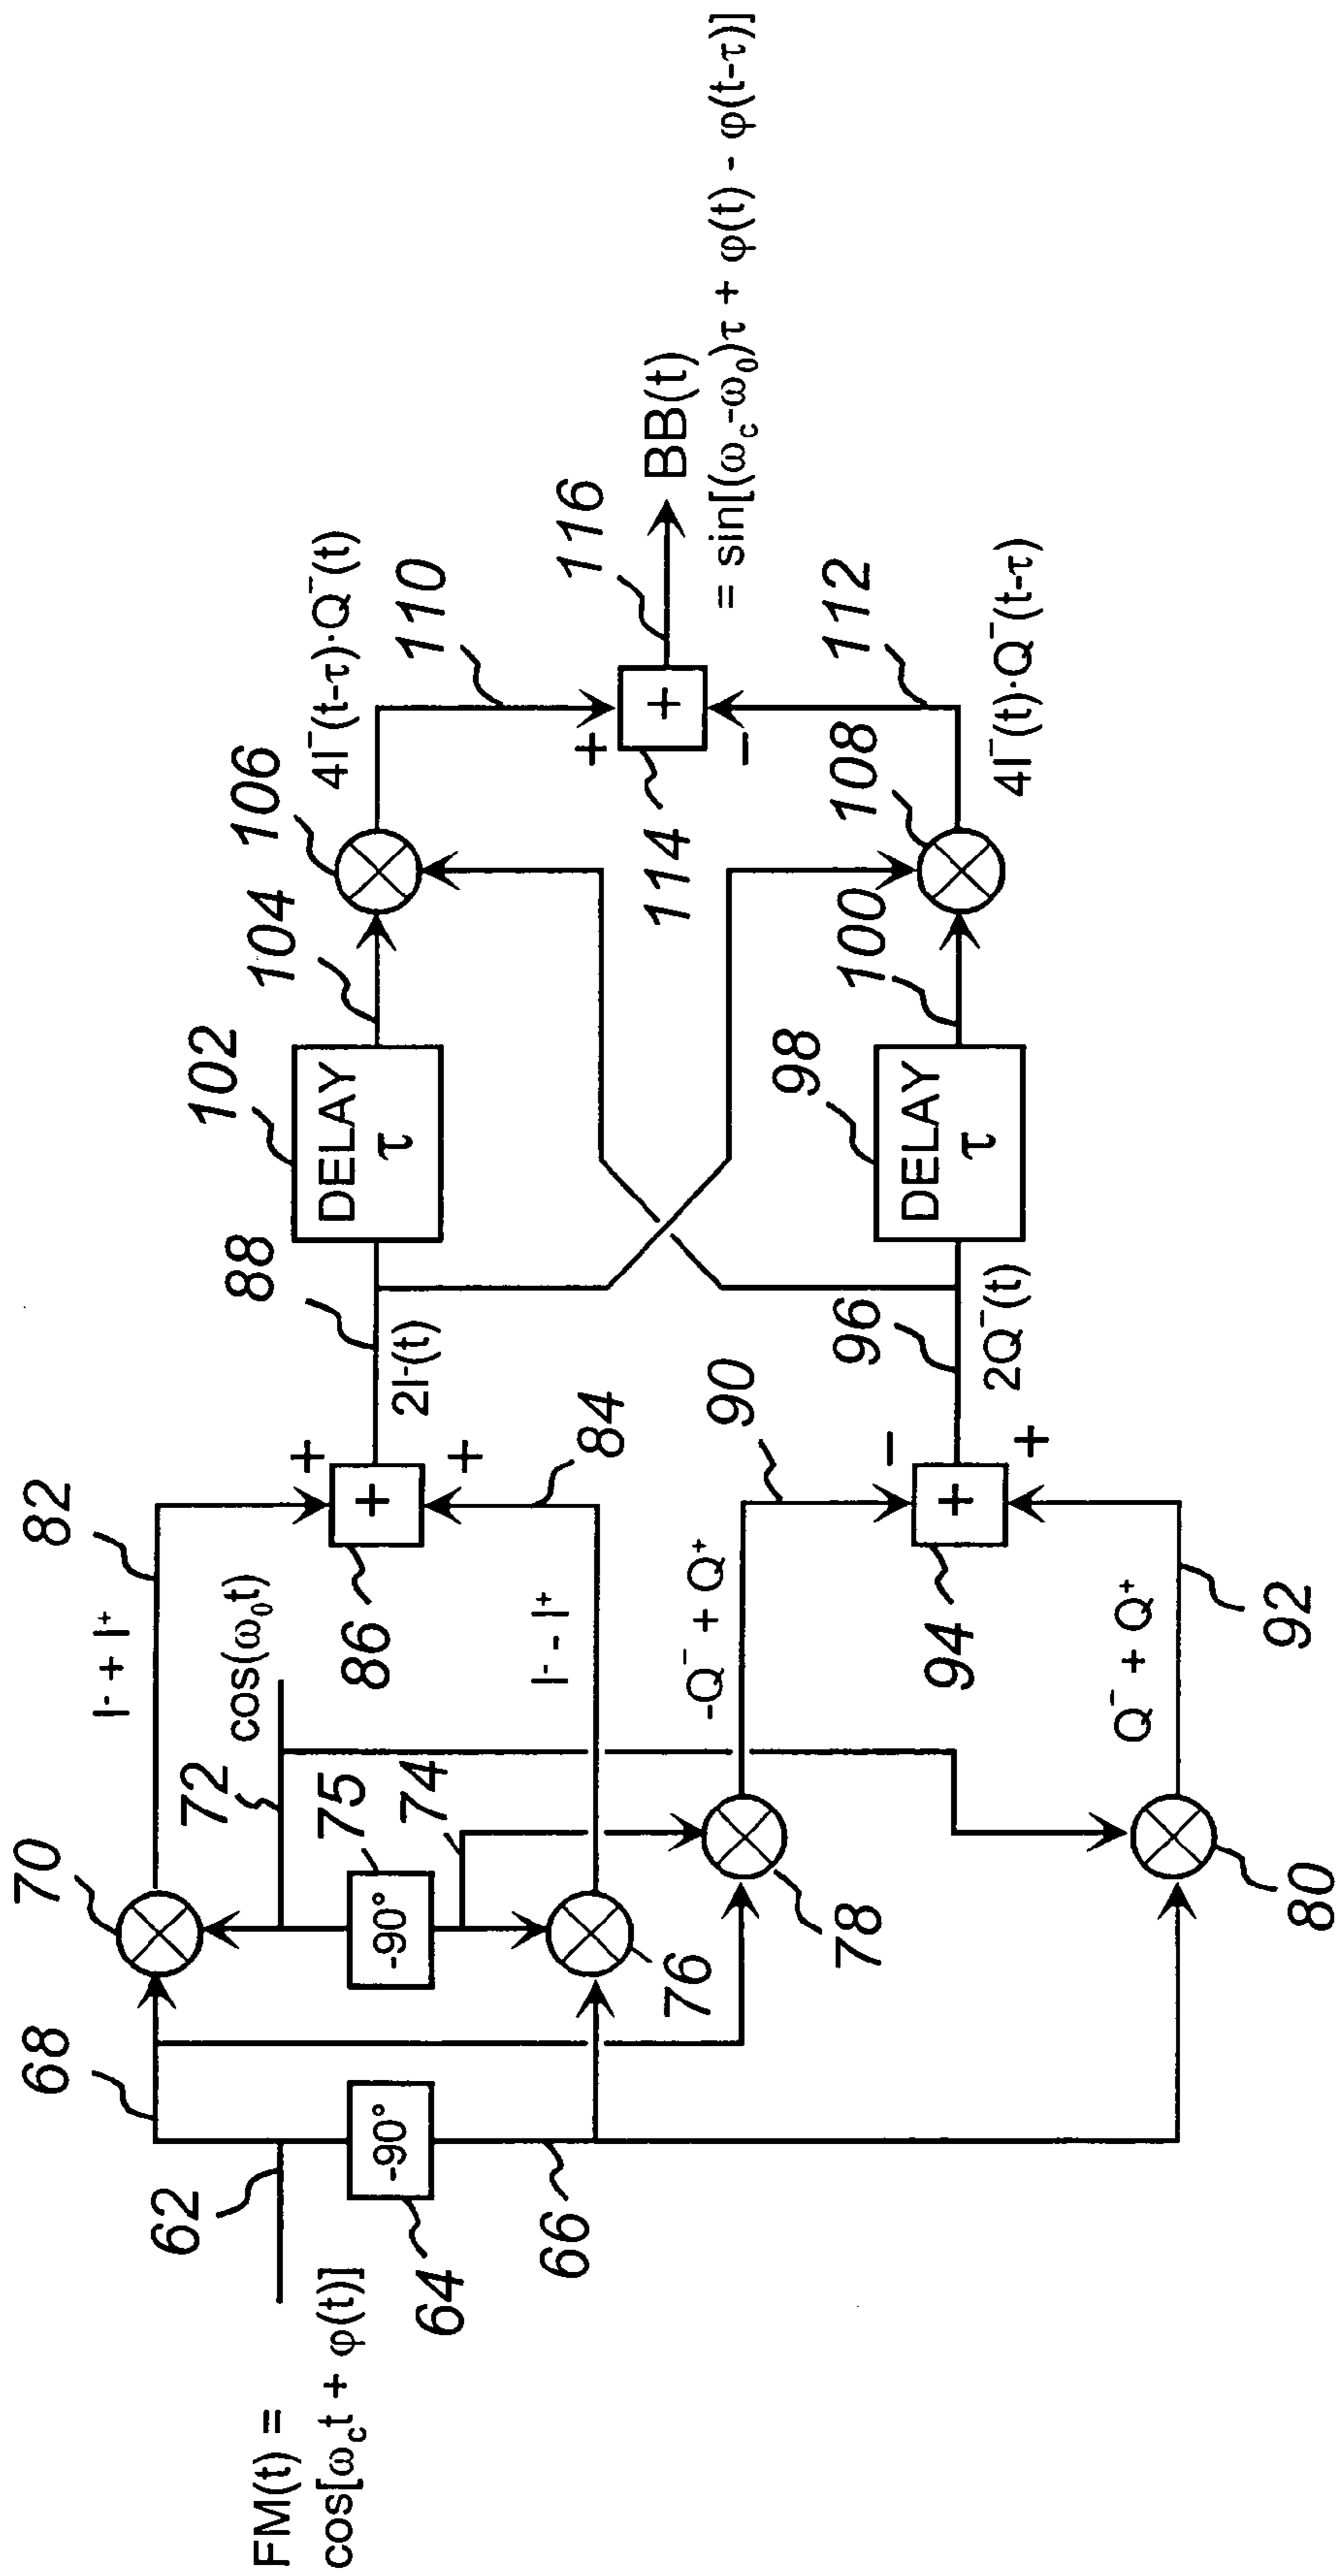 FM(t) =
cos[ω_c t + φ(t)]
62
64
-90°
66
68
70
72
cos(ω₀t)
75
-90°
74
76
78
80
I⁻ + I⁺
82
I⁻ - I⁺
84
-Q⁻ + Q⁺
90
Q⁻ + Q⁺
92
+
+
+
86
-
+
+
94
88
2I⁻(t)
96
2Q⁻(t)
102
DELAY
τ
98
DELAY
τ
104
100
106
108
4I⁻(t-τ)·Q⁻(t)
110
4I⁻(t)·Q⁻(t-τ)
112
+
+
-
114
116
BB(t)
= sin[(ω_c-ω₀)τ + φ(t) - φ(t-τ)]